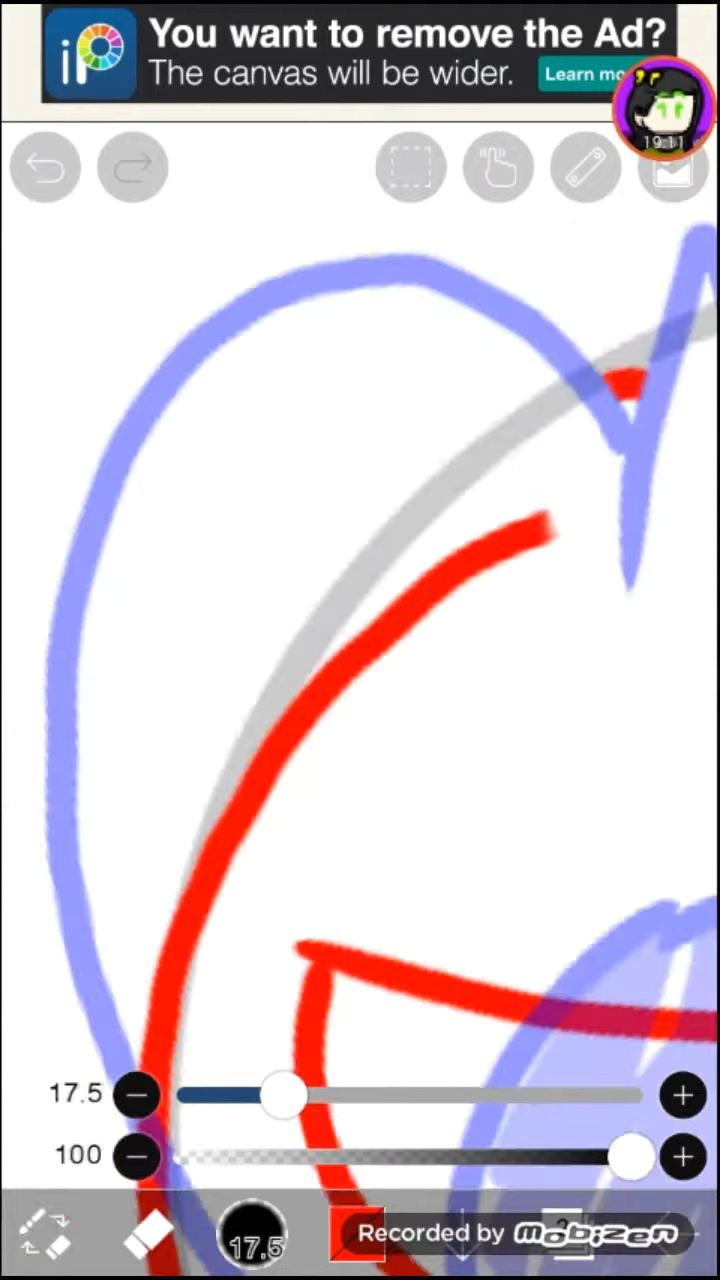 iP
You want to remove the Ad?
The canvas will be wider.
Learn mo
19:11
17.5
100
17.5
Recorded by mobizen